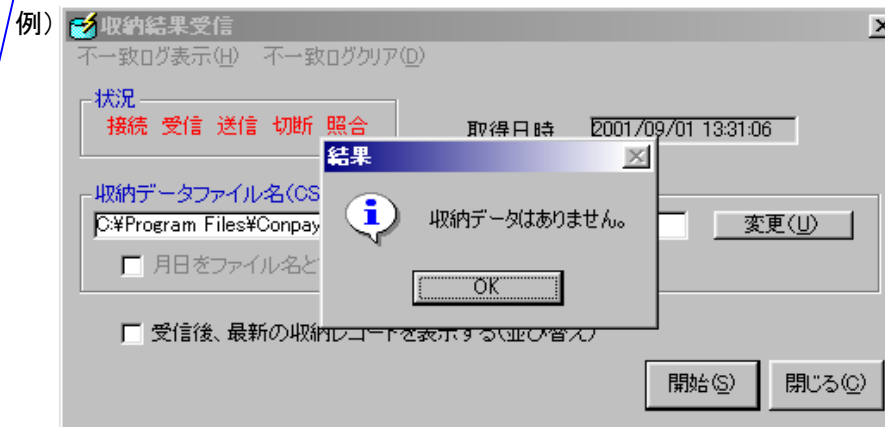 例)
収納結果受信
不一致ログ表示(H) 不一致ログクリア(D)
状況
接続 受信 送信 切断 照合
取得日時 2001/09/01 13:31:06
結果
収納データファイル名(CS
C:¥Program Files¥Conpay
収納データはありません。
変更(U)
月日をファイル名と
OK
受信後、最新の収納レコードを表示する(並び替え)
開始(S) 閉じる(C)